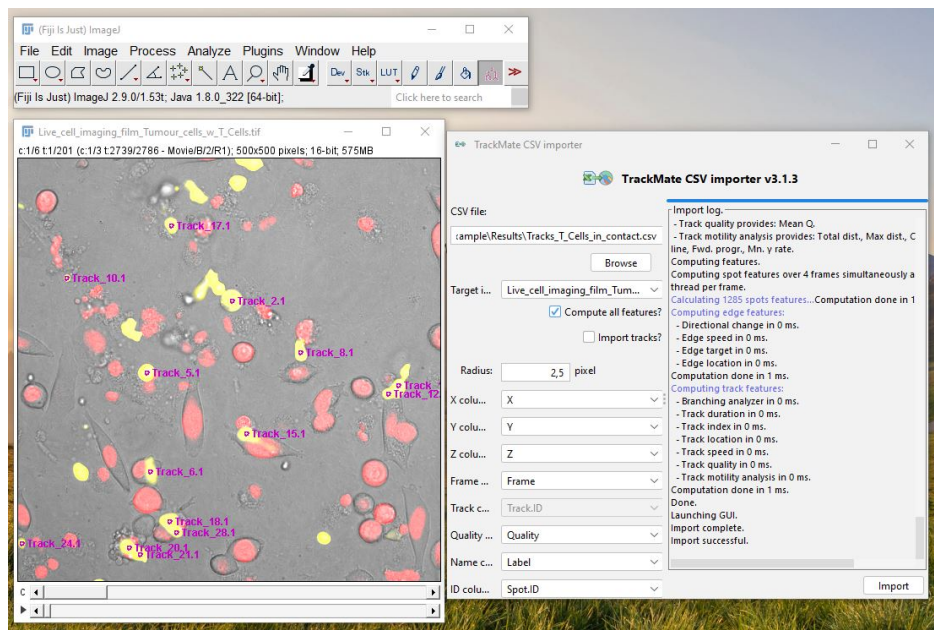 (Fiji Is Just) ImageJ
File Edit Image Process Analyze Plugins Window Help
Dev Stk LUT
(Fiji Is Just) ImageJ 2.9.0/1.53t; Java 1.8.0_322 [64-bit];
Click here to search
Live_cell_imaging_film_Tumour_cells_w_T_Cells.tif
c:1/6 t:1/201 (c:1/3 t:2739/2786 - Movie/B/2/R1); 500x500 pixels; 16-bit; 575MB
Track_17.1
Track_10.1
Track_2.1
Track_8.1
Track_5.1
Track_12.
Track_15.1
Track_6.1
Track_18.1
Track_28.1
Track_24.1
Track_20.1
Track_21.1
C
TrackMate CSV importer
TrackMate CSV importer v3.1.3
CSV file:
ample\Results\Tracks_T_Cells_in_contact.csv
Browse
Target i... Live_cell_imaging_film_Tum...
Compute all features?
Import tracks?
Radius: 2,5 pixel
X colu... X
Y colu... Y
Z colu... Z
Frame ... Frame
Track c... Track.ID
Quality ... Quality
Name c... Label
ID colu... Spot.ID
Import log.
- Track quality provides: Mean Q.
- Track motility analysis provides: Total dist., Max dist., C
line, Fwd. progr., Mn. y rate.
Computing features.
Computing spot features over 4 frames simultaneously a
thread per frame.
Calculating 1285 spots features...Computation done in 1
Computing edge features:
- Directional change in 0 ms.
- Edge speed in 0 ms.
- Edge target in 0 ms.
- Edge location in 0 ms.
Computation done in 1 ms.
Computing track features:
- Branching analyzer in 0 ms.
- Track duration in 0 ms.
- Track index in 0 ms.
- Track location in 0 ms.
- Track speed in 0 ms.
- Track quality in 0 ms.
- Track motility analysis in 0 ms.
Computation done in 1 ms.
Done.
Launching GUI.
Import complete.
Import successful.
Import